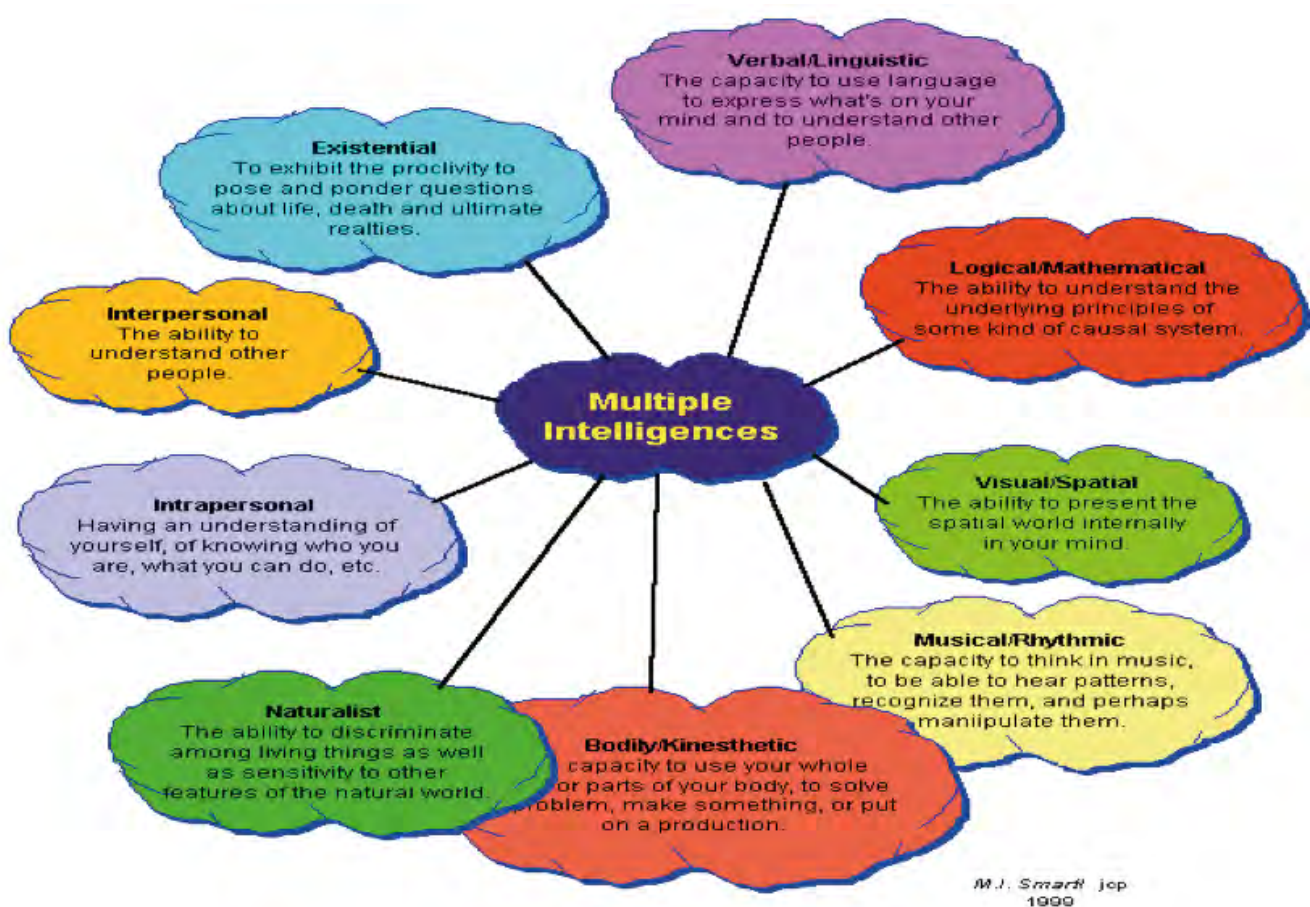 Verbal/Linguistic
The capacity to use language
to express what's on your
mind and to understand other
people.
Existential
To exhibit the proclivity to
pose and ponder questions
about life, death and ultimate
realties.
Logical/Mathematical
The ability to understand the
underlying principles of
some kind of causal system.
Interpersonal
The ability to
understand other
people.
Multiple
Intelligences
Visual/Spatial
The ability to present the
spatial world internally
in your mind.
Intrapersonal
Having an understanding of
yourself, of knowing who you
are, what you can do, etc.
Musical/Rhythmic
The capacity to think in music,
to be able to hear patterns,
recognize them, and perhaps
maniipulate them.
Naturalist
The ability to discriminate
among living things as well
as sensitivity to other
features of the natural world.
Bodily/Kinesthetic
capacity to use your whole
or parts of your body, to solve
problem, make something, or put
on a production.
M.I. Smart! jcp
1999